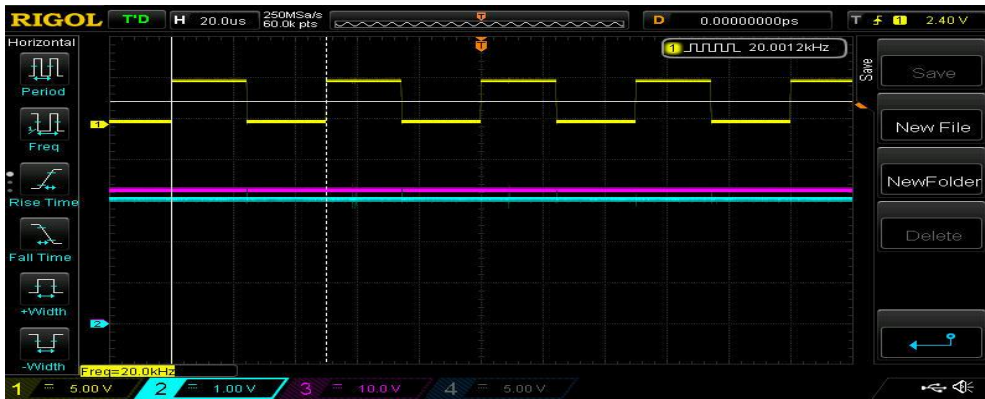 RIGOL T'D H 20.0us 250MSa/s 60.0k pts T D 0.00000000ps T 1 2.40 V
Horizontal
T
1 20.0012kHz
Save
Save
Period
1
New File
Freq
NewFolder
Rise Time
Delete
Fall Time
+Width
2
-Width
Freq=20.0kHz
1 = 5.00 V 2 = 1.00 V 3 = 10.0 V 4 = 5.00 V